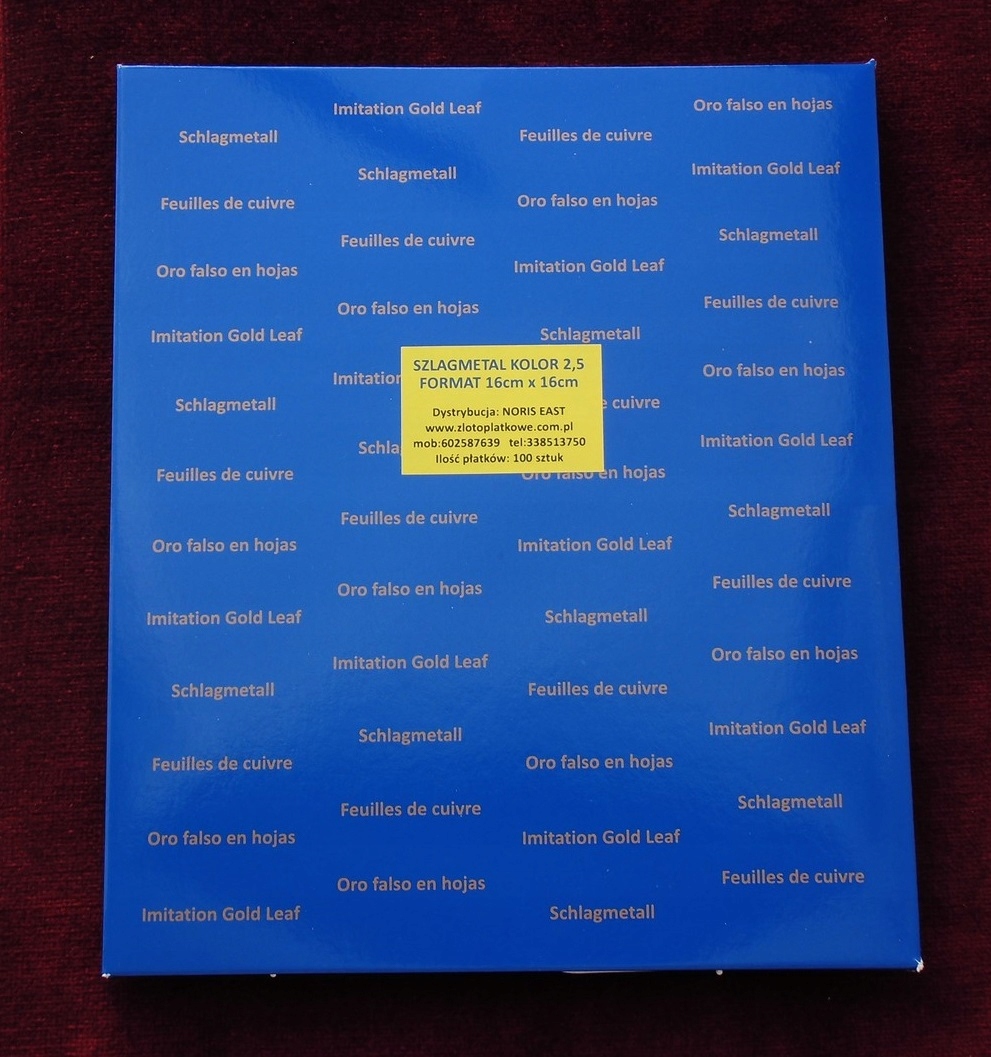 Schlagmetall
Feuilles de cuivre
Oro falso en hojas
Imitation Gold Leaf
Schlagmetall
Feuilles de cuivre
Oro falso en hojas
Imitation Gold Leaf
Schlagmetall
Feuilles de cuivre
Oro falso en hojas
Imitation Gold Leaf
Imitation Gold Leaf
Schlagmetall
Feuilles de cuivre
Oro falso en hojas
Imitation
Feuilles de cuivre
Oro falso en hojas
Imitation Gold Leaf
Schlagmetall
Feuilles de cuivre
Oro falso en hojas
SZLAGMETAL KOLOR 2,5
FORMAT 16cm x 16cm
Dystrybucja: NORIS EAST
www.zlotoplatkowe.com.pl
mob:602587639 tel:338513750
Ilość płatków: 100 sztuk
Feuilles de cuivre
Oro falso en hojas
Imitation Gold Leaf
Schlagmetall
cuivre
Oro falso en hojas
Imitation Gold Leaf
Schlagmetall
Feuilles de cuivre
Oro falso en hojas
Imitation Gold Leaf
Schlagmetall
Oro falso en hojas
Imitation Gold Leaf
Schlagmetall
Feuilles de cuivre
Oro falso en hojas
Imitation Gold Leaf
Schlagmetall
Feuilles de cuivre
Oro falso en hojas
Imitation Gold Leaf
Schlagmetall
Feuilles de cuivre